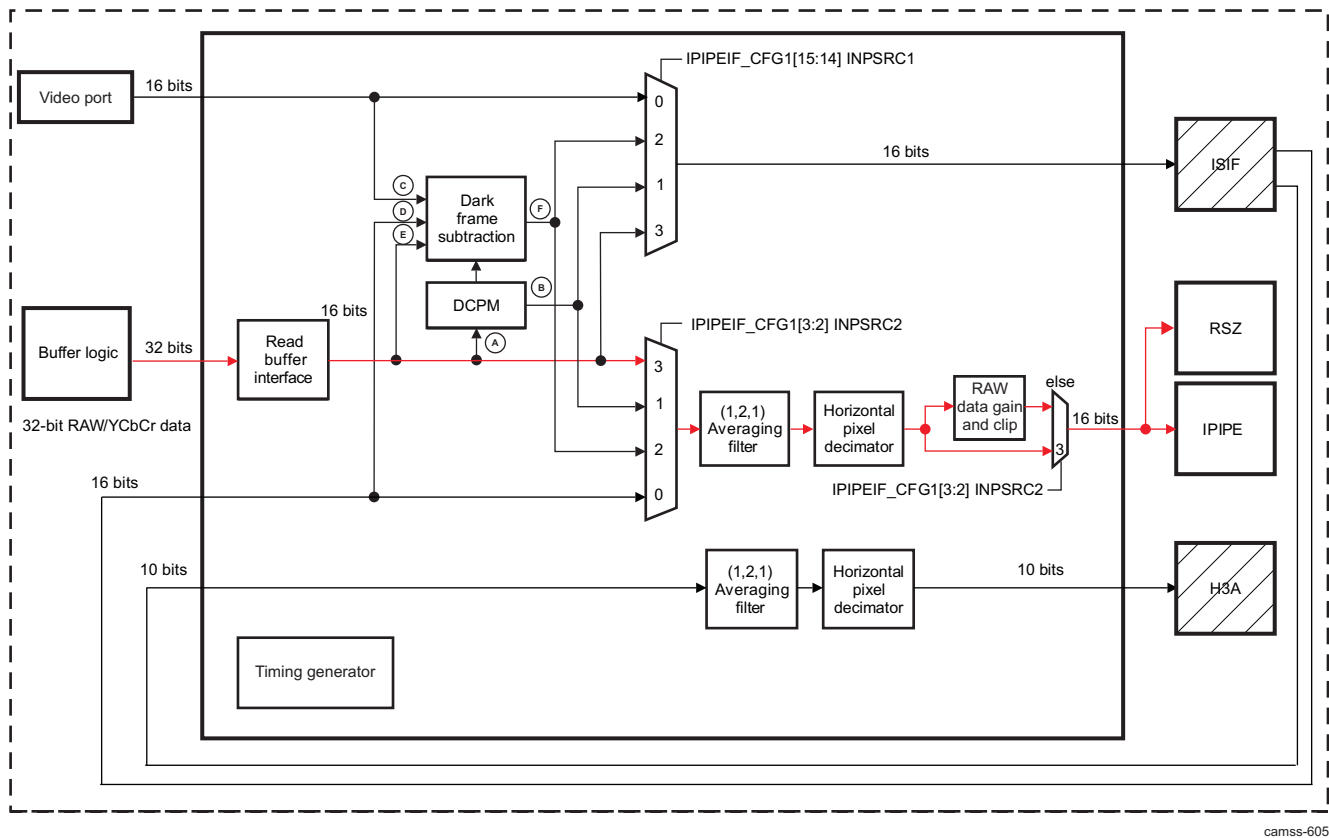 IPIPEIF_CFG1[15:14] INPSRC1
Video port
16 bits
0
2
1
3
16 bits
ISIF
C
D
E
Dark
frame
subtraction
F
DCPM
B
A
16 bits
Buffer logic
32 bits
Read
buffer
interface
32-bit RAW/YCbCr data
IPIPEIF_CFG1[3:2] INPSRC2
3
1
2
0
(1,2,1)
Averaging
filter
Horizontal
pixel
decimator
RAW
data gain
and clip
else
3
16 bits
IPIPEIF_CFG1[3:2] INPSRC2
RSZ
IPIPE
16 bits
10 bits
(1,2,1)
Averaging
filter
Horizontal
pixel
decimator
10 bits
H3A
Timing generator
camss-605